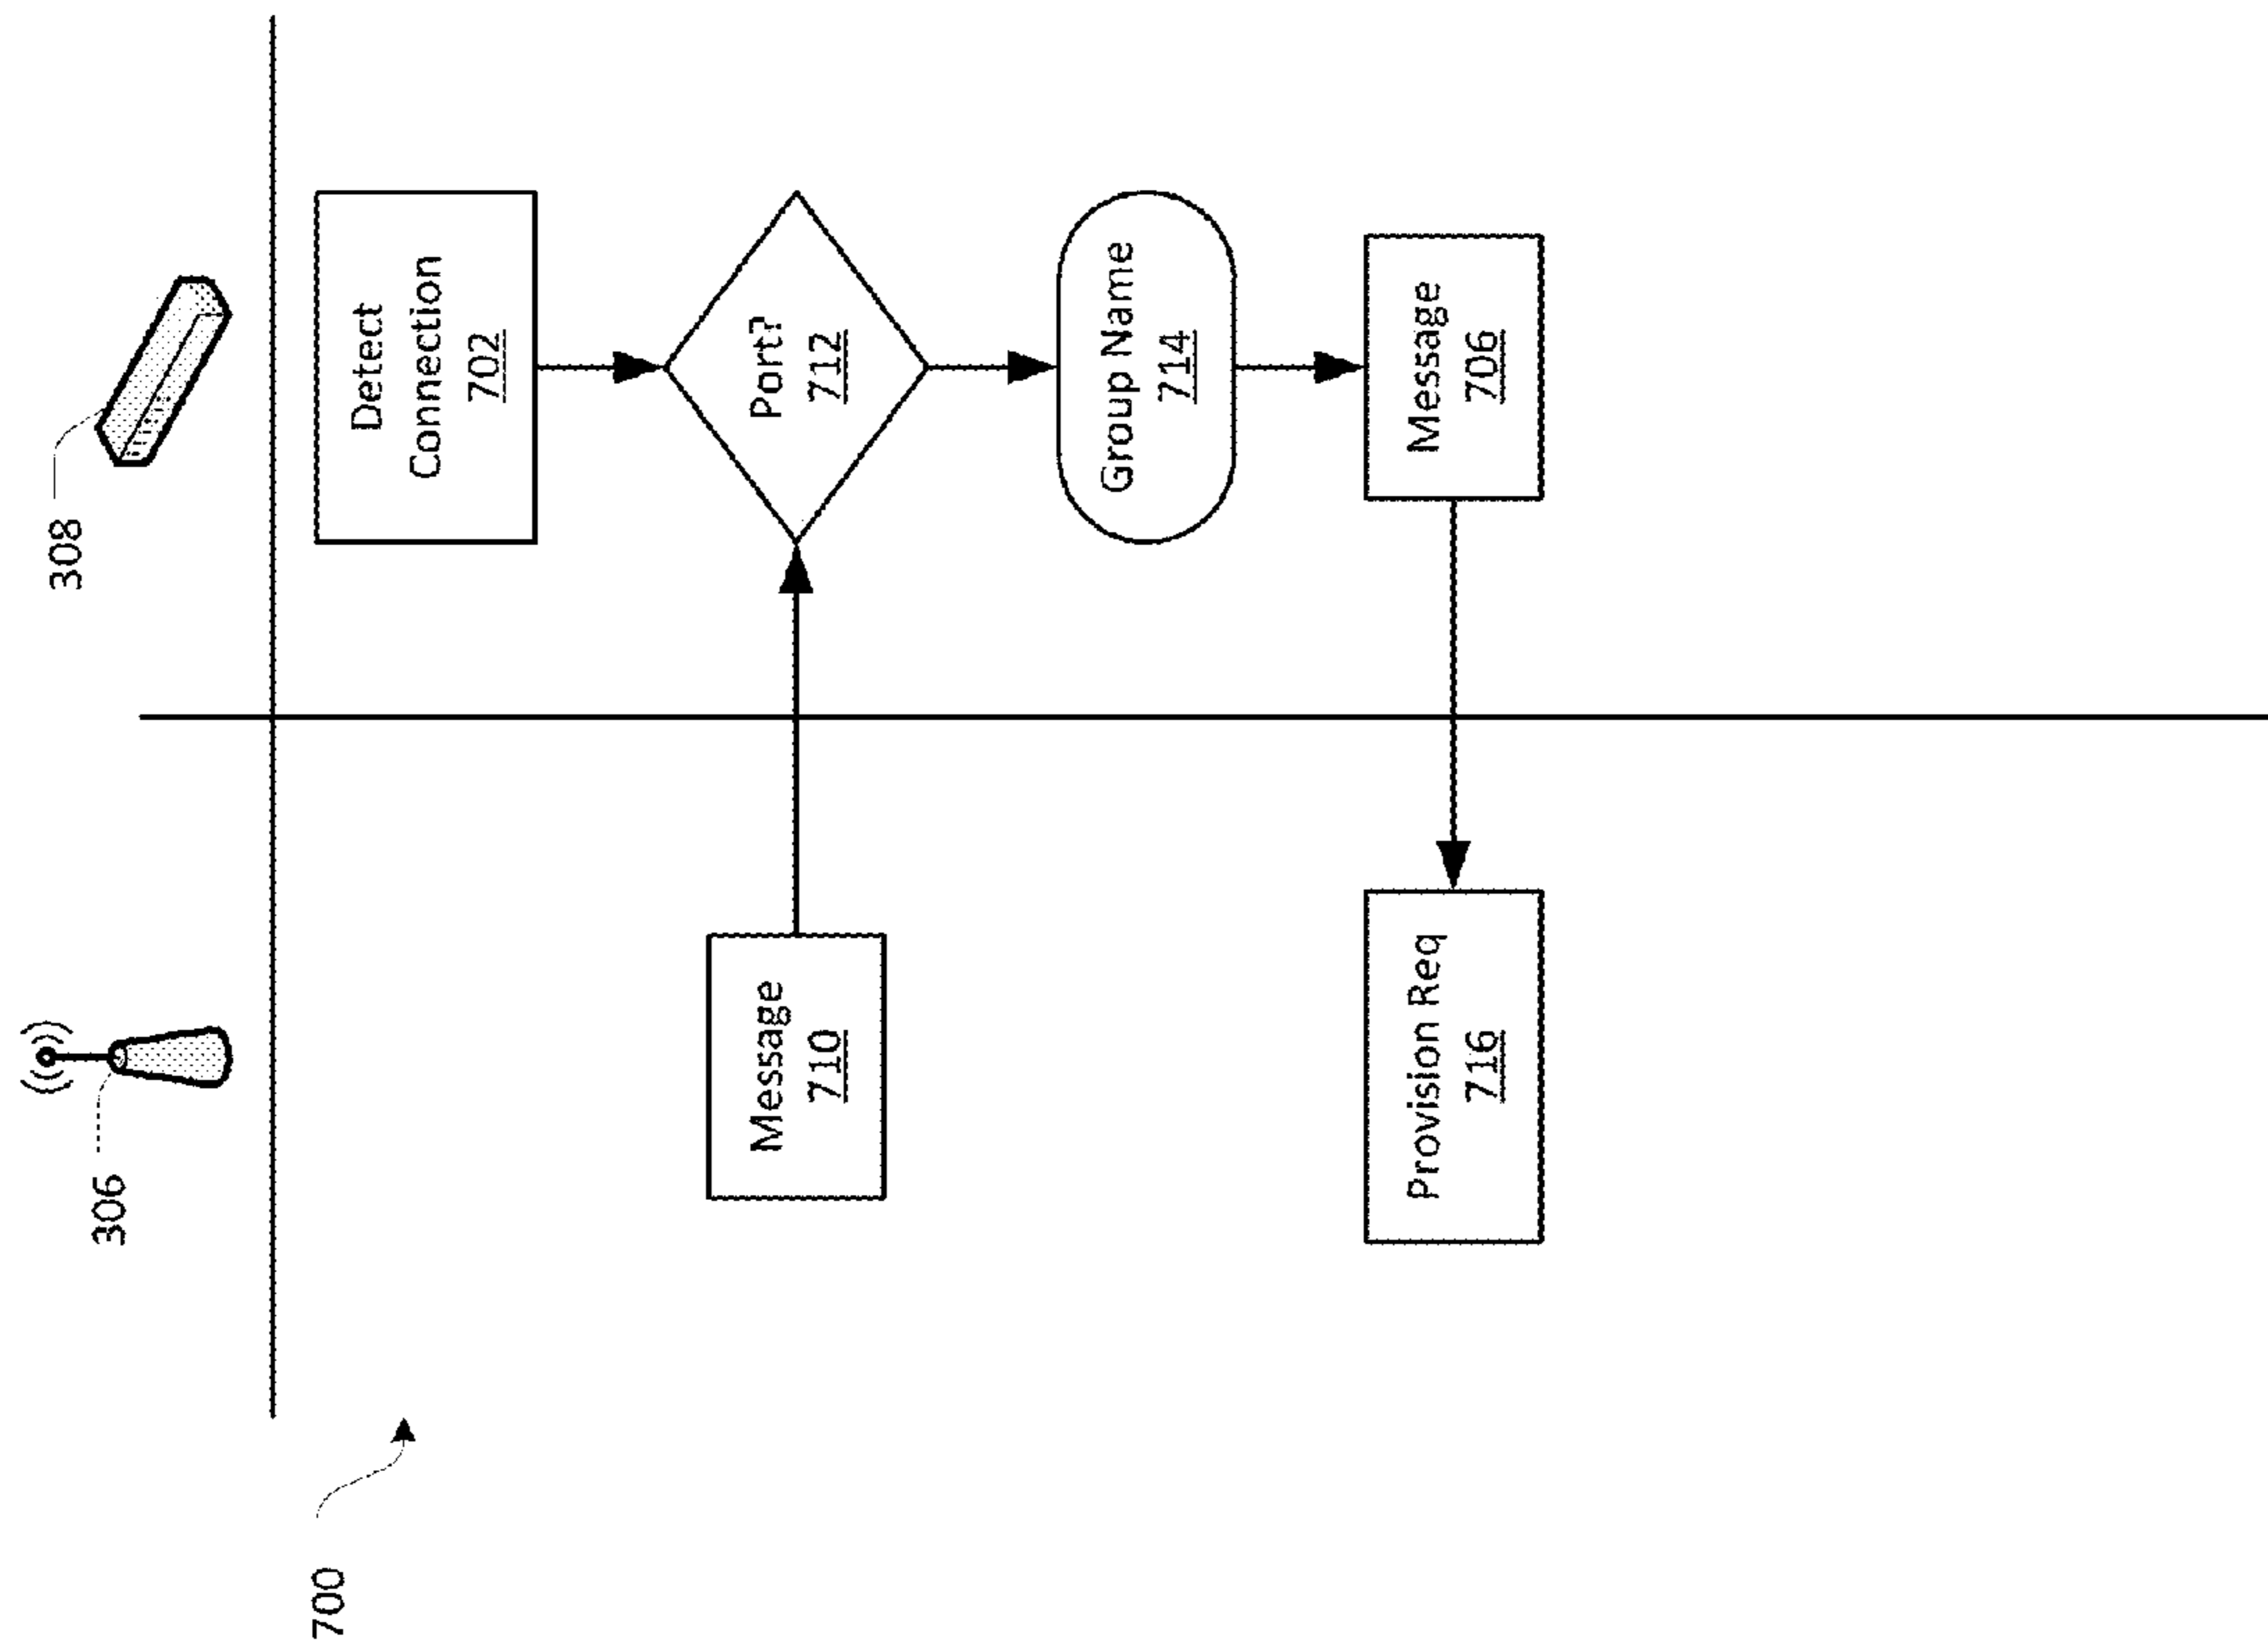 308
306
700
Detect
Connection
702
Message
710
Port?
712
Group Name
714
Provision Req
716
Message
706